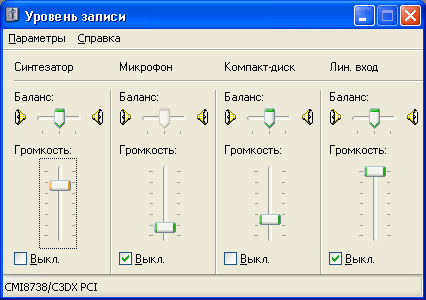 Уровень записи
Параметры Справка
Синтезатор Микрофон Компакт-диск Лин. вход
Баланс: Баланс: Баланс: Баланс:
Громкость: Громкость: Громкость: Громкость:
Выкл. Выкл. Выкл. Выкл.
CMI8738/C3DX PCI